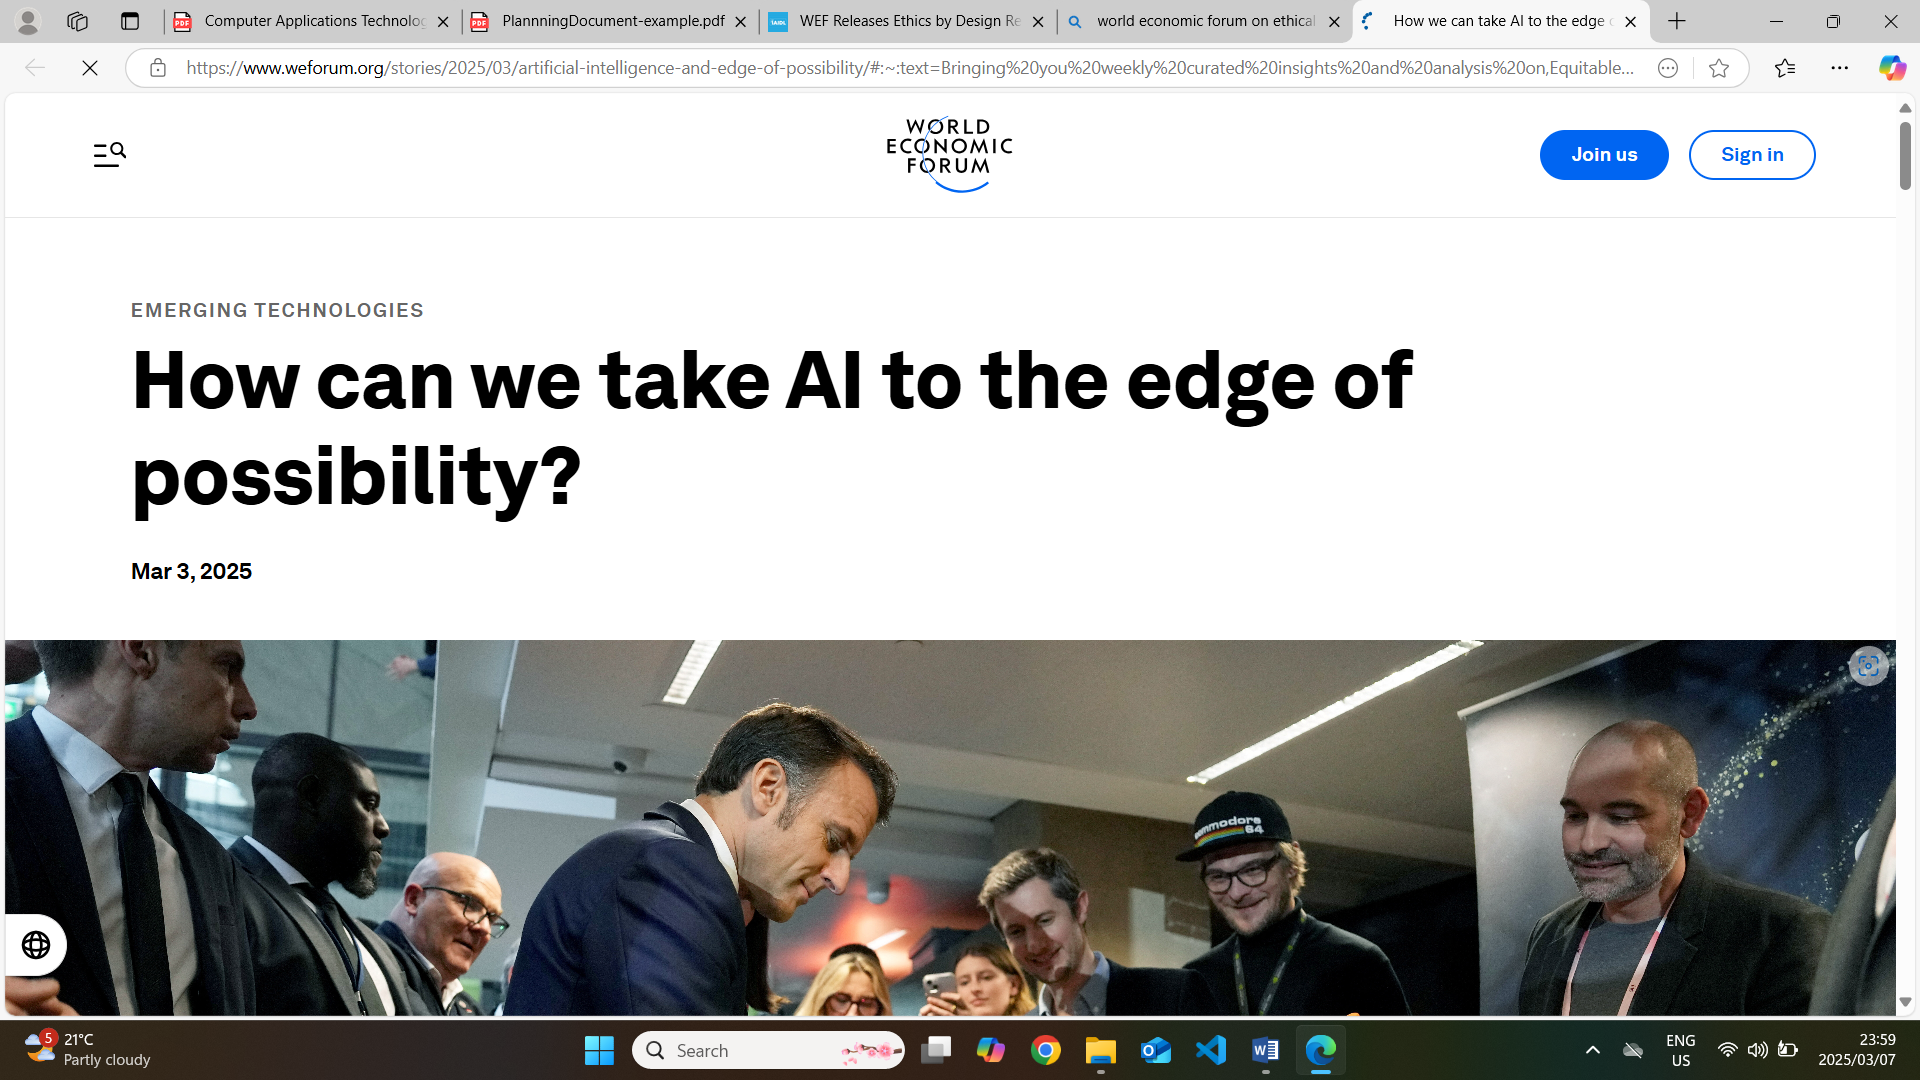 Computer Applications Technolog
PlannningDocument-example.pdf
WEF Releases Ethics by Design Re
world economic forum on ethical
How we can take AI to the edge o
https://www.weforum.org/stories/2025/03/artificial-intelligence-and-edge-of-possibility/#:~:text=Bringing%20you%20weekly%20curated%20insights%20and%20analysis%20on,Equitable...
WORLD
ECONOMIC
FORUM
Join us
Sign in
EMERGING TECHNOLOGIES
How can we take AI to the edge of
possibility?
Mar 3, 2025
commodore
64
5
21°C
Partly cloudy
Search
ENG
US
23:59
2025/03/07